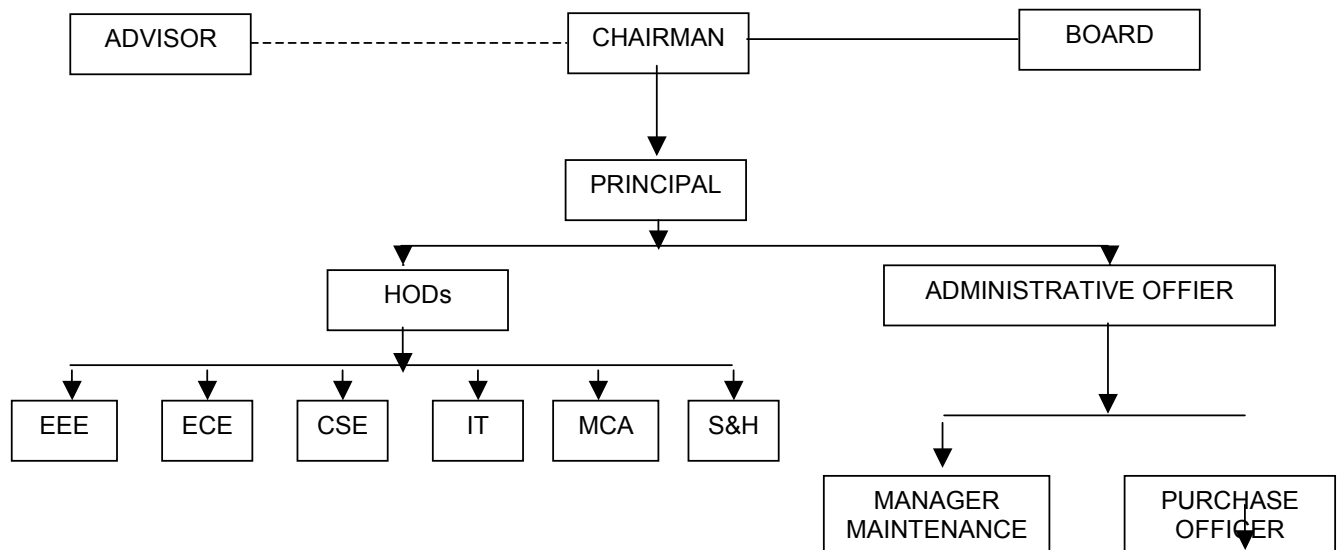 ADVISOR
CHAIRMAN
BOARD
PRINCIPAL
HODs
ADMINISTRATIVE OFFIER
EEE
ECE
CSE
IT
MCA
S&H
MANAGER
MAINTENANCE
PURCHASE
OFFICER